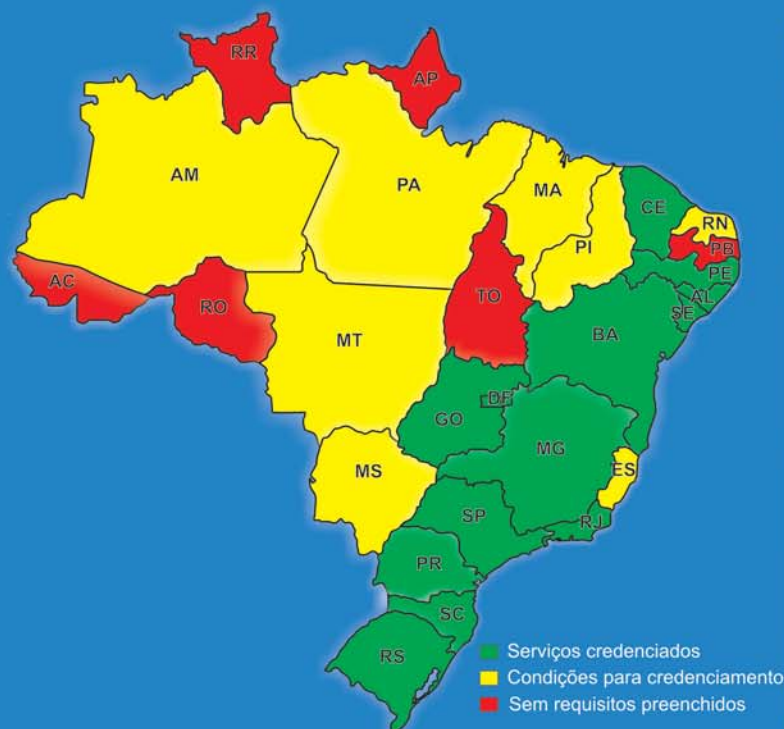 RR
AP
AM
PA
MA
CE
RN
PI
PB
PE
AC
RO
TO
AL
SE
BA
MT
DF
GO
MG
MS
ES
SP
RJ
PR
SC
RS
Serviços credenciados
Condições para credenciamento
Sem requisitos preenchidos